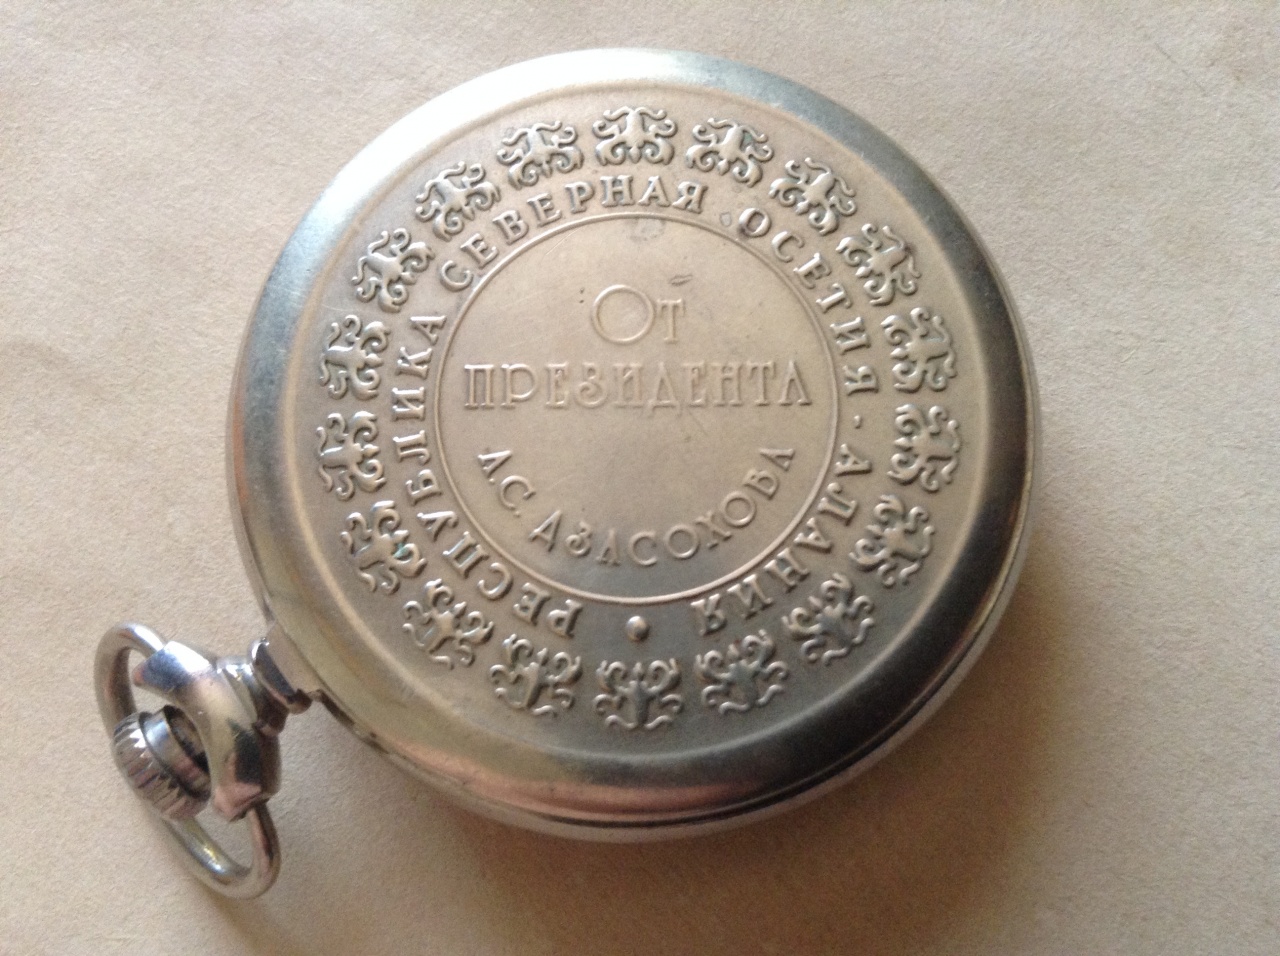 РЕСПУБЛИКА СЕВЕРНАЯ ОСЕТИЯ - АЛАНИЯ
От
ПРЕЗИДЕНТА
А.С. ДЗАСОХОВА